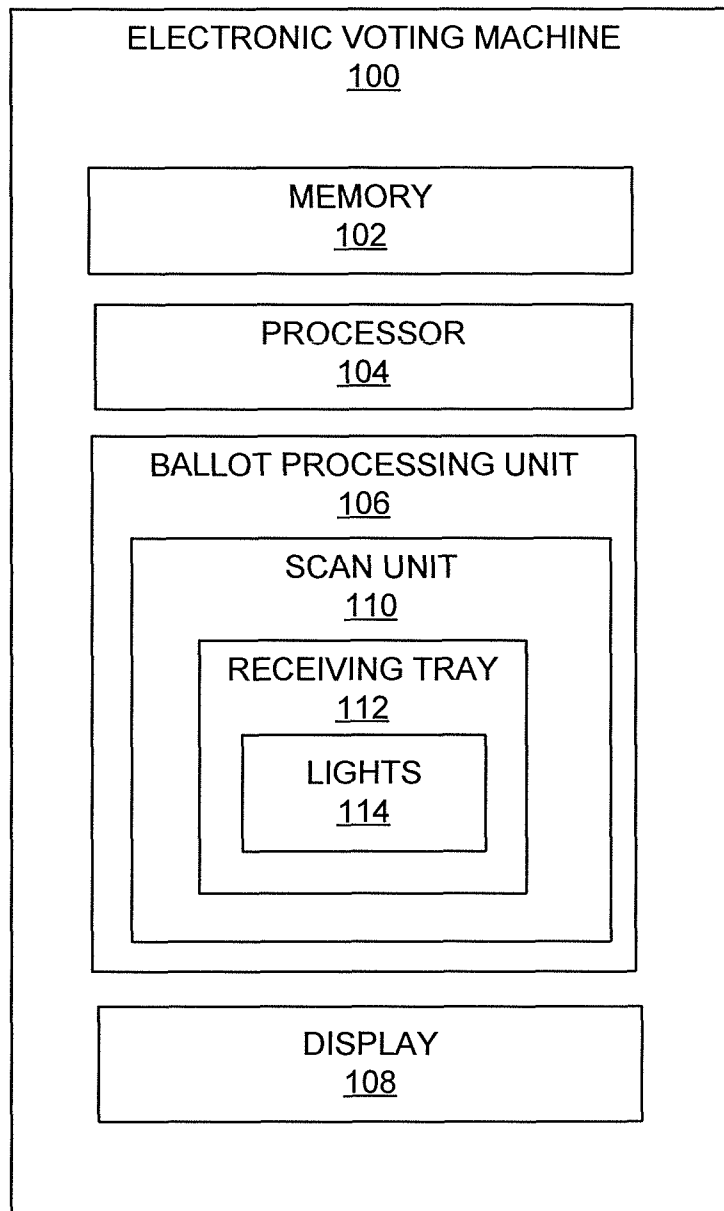 ELECTRONIC VOTING MACHINE
100
MEMORY
102
PROCESSOR
104
BALLOT PROCESSING UNIT
106
SCAN UNIT
110
RECEIVING TRAY
112
LIGHTS
114
DISPLAY
108